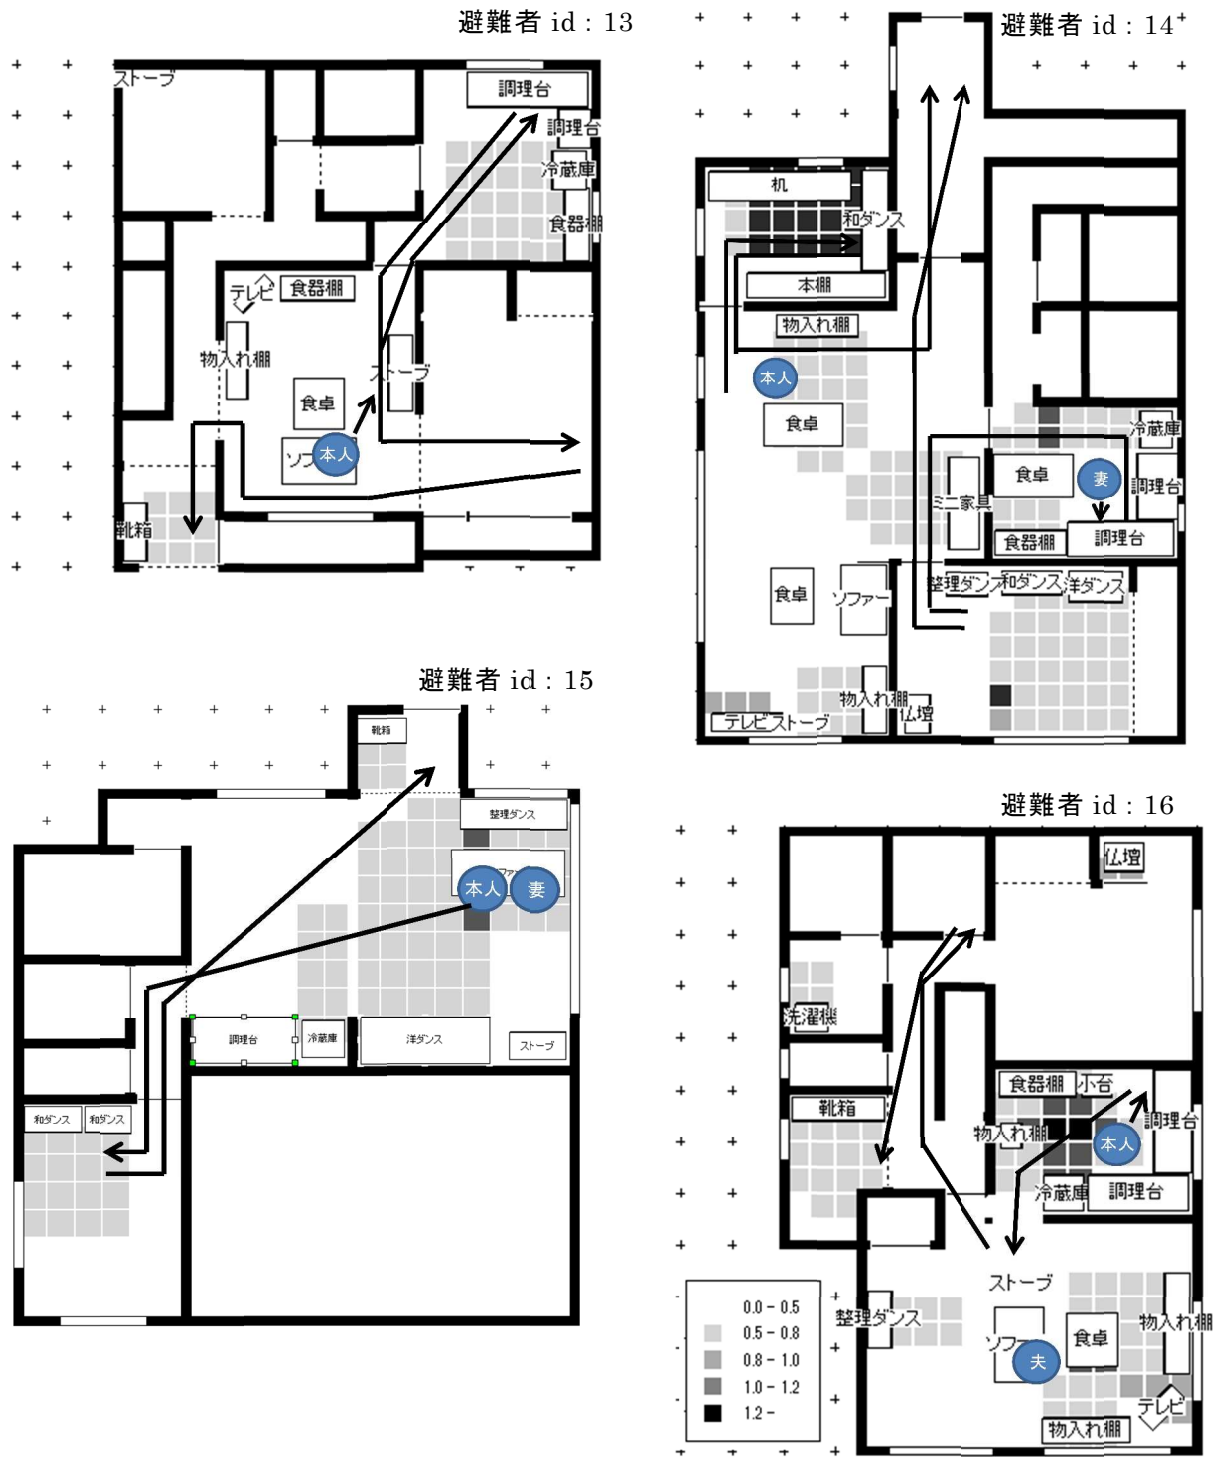 避難者 id : 13
ストーブ
調理台
調理台
冷蔵庫
食器棚
テレビ
食器棚
物入れ棚
ストーブ
食卓
本人
靴箱
避難者 id : 14
机
和ダンス
本棚
物入れ棚
本人
食卓
冷蔵庫
食卓
妻
調理台
ミニ家具
食器棚
調理台
整理ダンス
和ダンス
洋ダンス
食卓
ソファー
物入れ棚
仏壇
テレビ
ストーブ
避難者 id : 15
靴箱
整理ダンス
本人
妻
調理台
冷蔵庫
洋ダンス
ストーブ
和ダンス
和ダンス
避難者 id : 16
仏壇
洗濯機
食器棚
小台
靴箱
物入れ棚
本人
調理台
冷蔵庫
調理台
ストーブ
整理ダンス
食卓
物入れ棚
夫
テレビ
物入れ棚
0.0 - 0.5
0.5 - 0.8
0.8 - 1.0
1.0 - 1.2
1.2 -